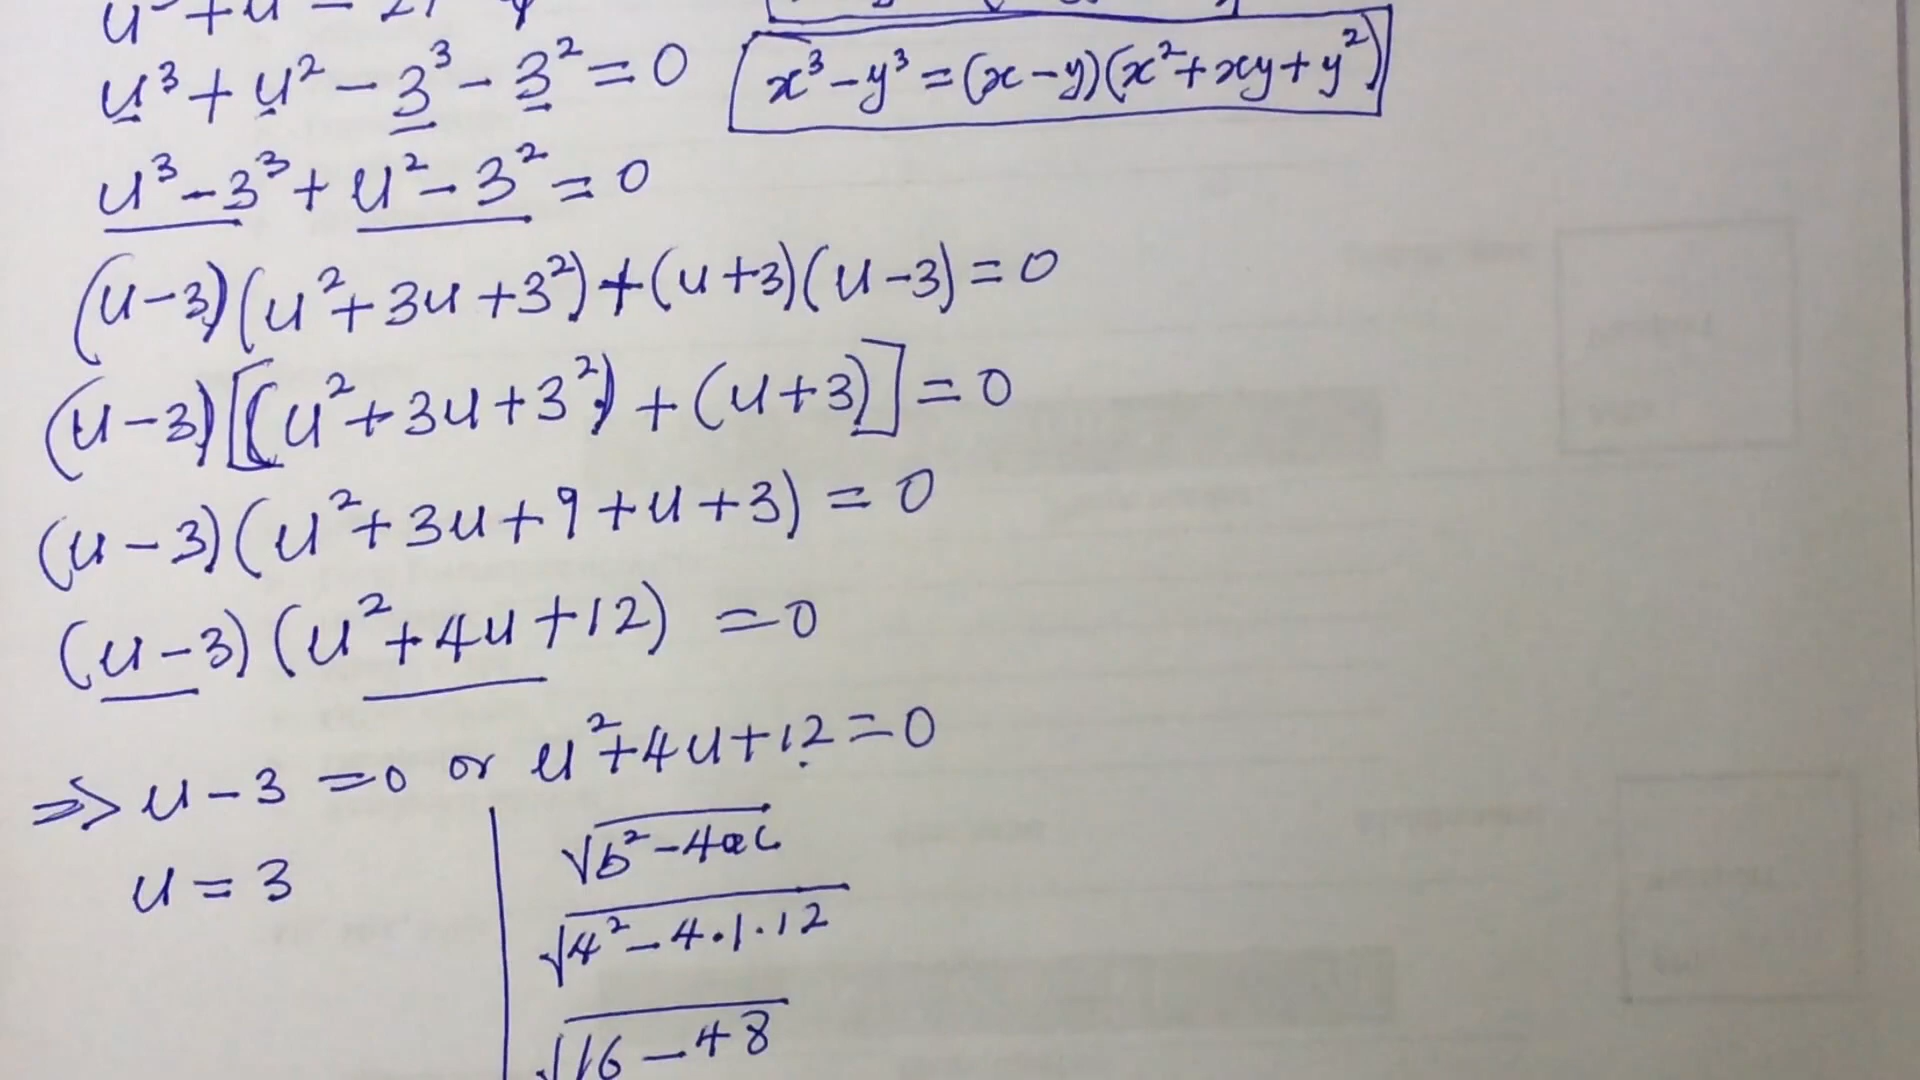 u³ + u² - 3³ - 3² = 0
x³ - y³ = (x - y)(x² + xy + y²)
u³ - 3³ + u² - 3² = 0
(u - 3)(u² + 3u + 3²) + (u + 3)(u - 3) = 0
(u - 3)[(u² + 3u + 3²) + (u + 3)] = 0
(u - 3)(u² + 3u + 9 + u + 3) = 0
(u - 3)(u² + 4u + 12) = 0
⇒ u - 3 = 0 or u² + 4u + 12 = 0
u = 3
√b² - 4ac
√4² - 4·1·12
√16 - 48